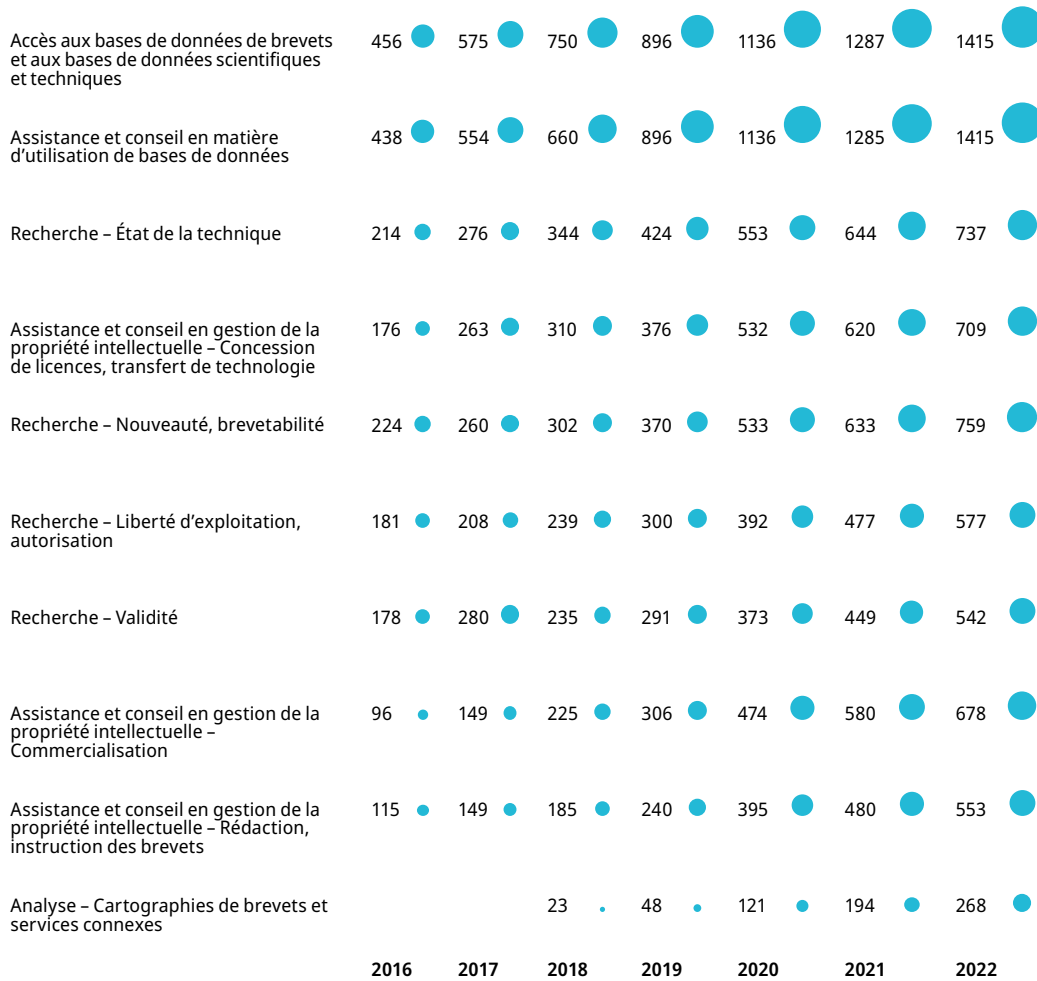 Accès aux bases de données de brevets
et aux bases de données scientifiques
et techniques
456 575 750 896 1136 1287 1415
Assistance et conseil en matière
d’utilisation de bases de données
438 554 660 896 1136 1285 1415
Recherche – État de la technique
214 276 344 424 553 644 737
Assistance et conseil en gestion de la
propriété intellectuelle – Concession
de licences, transfert de technologie
176 263 310 376 532 620 709
Recherche – Nouveauté, brevetabilité
224 260 302 370 533 633 759
Recherche – Liberté d’exploitation,
autorisation
181 208 239 300 392 477 577
Recherche – Validité
178 280 235 291 373 449 542
Assistance et conseil en gestion de la
propriété intellectuelle –
Commercialisation
96 149 225 306 474 580 678
Assistance et conseil en gestion de la
propriété intellectuelle – Rédaction,
instruction des brevets
115 149 185 240 395 480 553
Analyse – Cartographies de brevets et
services connexes
23 48 121 194 268
2016 2017 2018 2019 2020 2021 2022